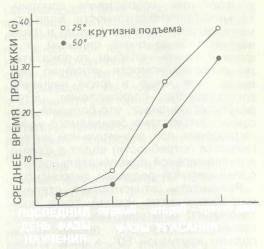 40
25° крутизна подъема
50°
30
20
10
СРЕДНЕЕ ВРЕМЯ ПРОБЕЖКИ (с)
ПОСЛЕДНИЙ
ДЕНЬ ФАЗЫ
НАУЧЕНИЯ
ФАЗЫ УГАСАНИЯ